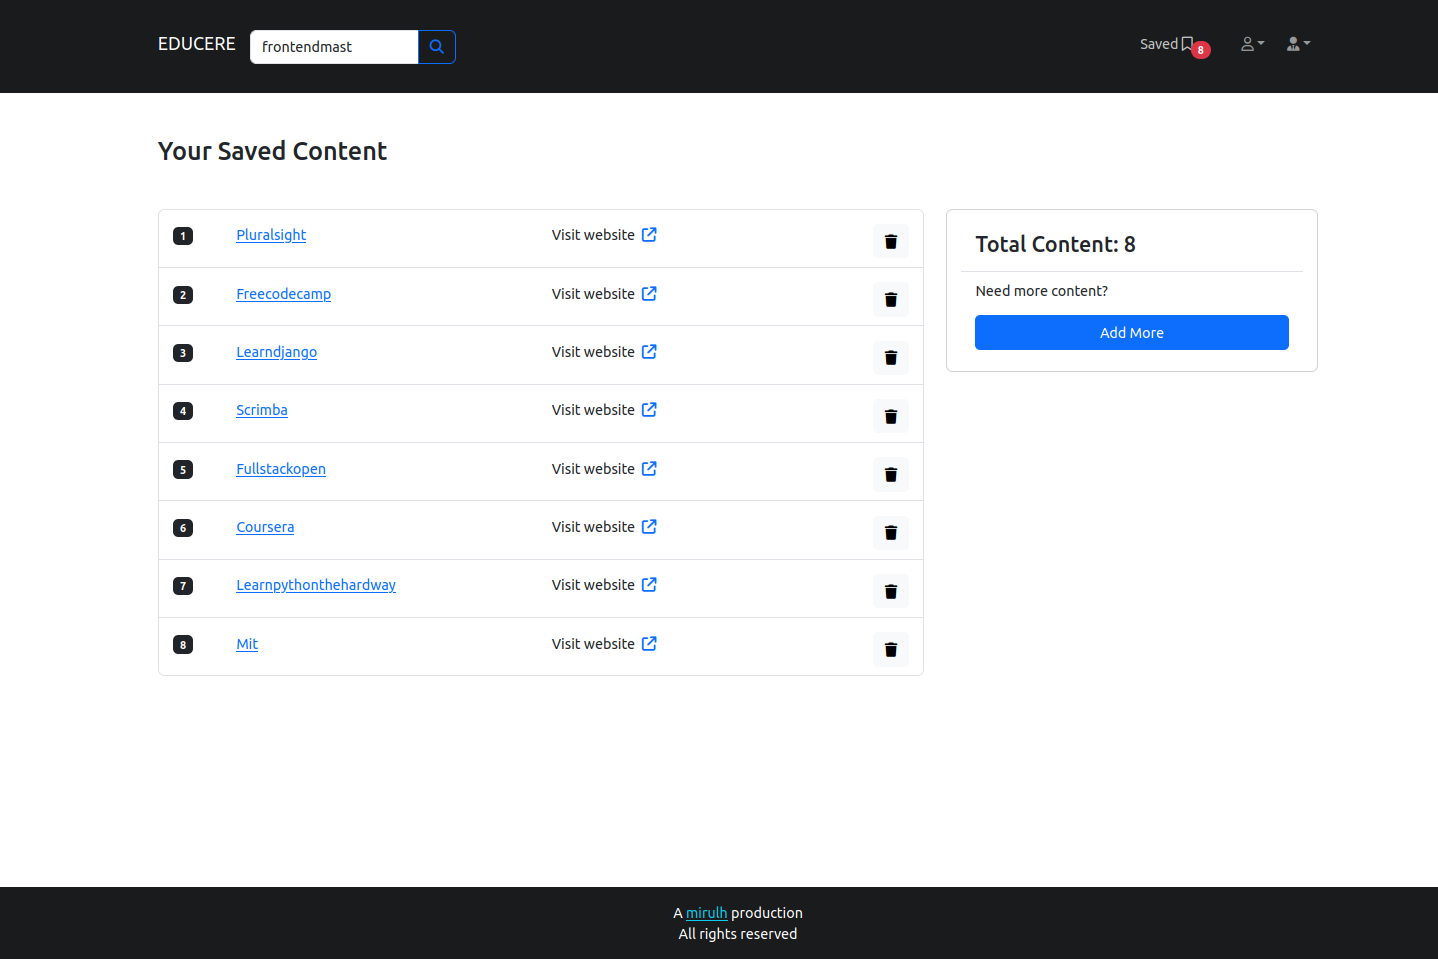 EDUCERE frontendmast Saved 8
Your Saved Content
1 Pluralsight Visit website
2 Freecodecamp Visit website
3 Learndjango Visit website
4 Scrimba Visit website
5 Fullstackopen Visit website
6 Coursera Visit website
7 Learnpythonthehardway Visit website
8 Mit Visit website
Total Content: 8
Need more content?
Add More
A mirulh production
All rights reserved